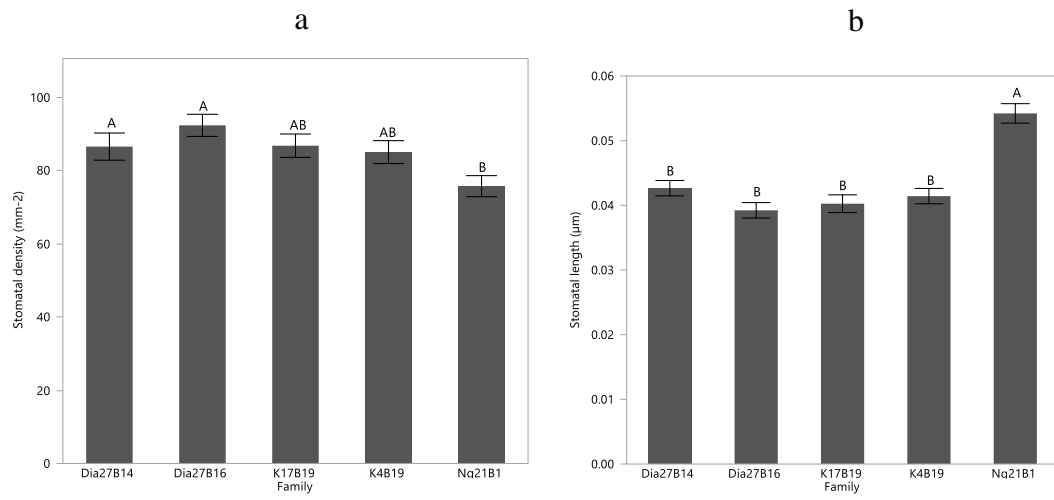 a
Stomatal density (mm-2)
100
80
60
40
20
0
A
A
AB
AB
B
Dia27B14 Dia27B16 K17B19 K4B19 Ng21B1
Family
b
Stomatal length (µm)
0.06
0.05
0.04
0.03
0.02
0.01
0.00
B
B
B
B
A
Dia27B14 Dia27B16 K17B19 K4B19 Ng21B1
Family